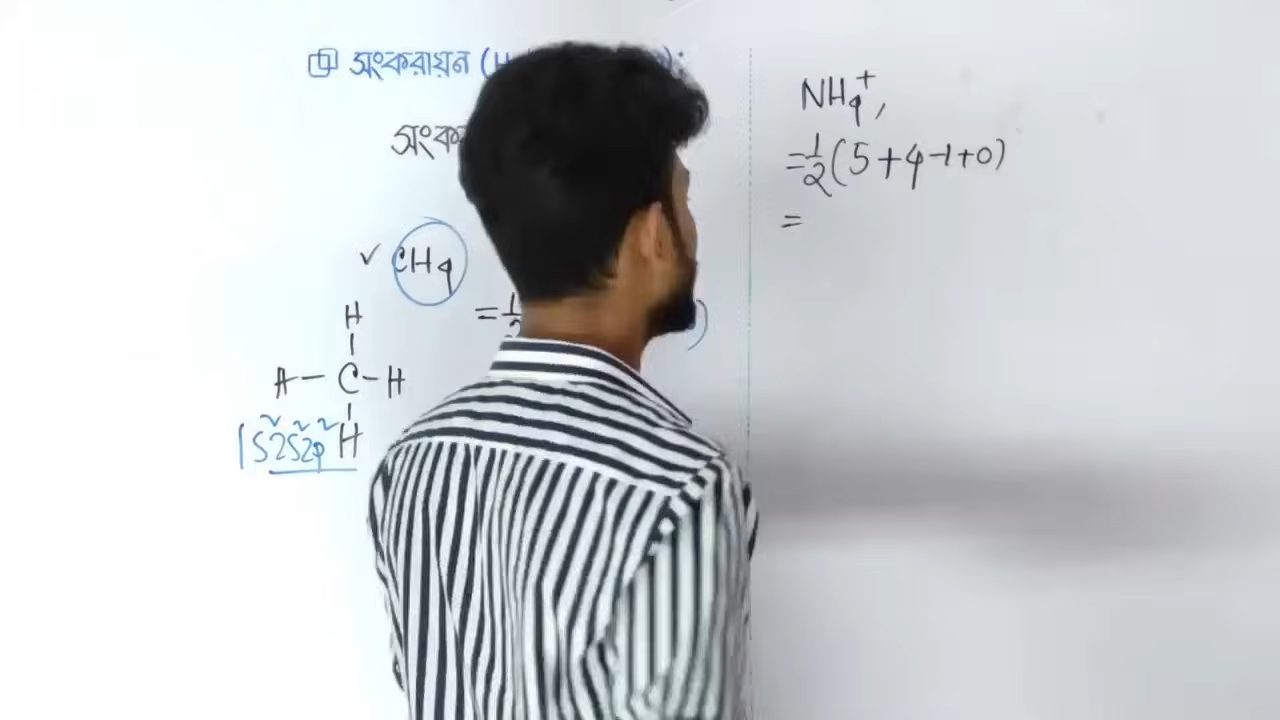 সংকরায়ন (
CH4
= 1/2
)
H
A – C – H
H
1s²2s²2p²
NH4+,
= 1/2 (5+4-1+0)
=